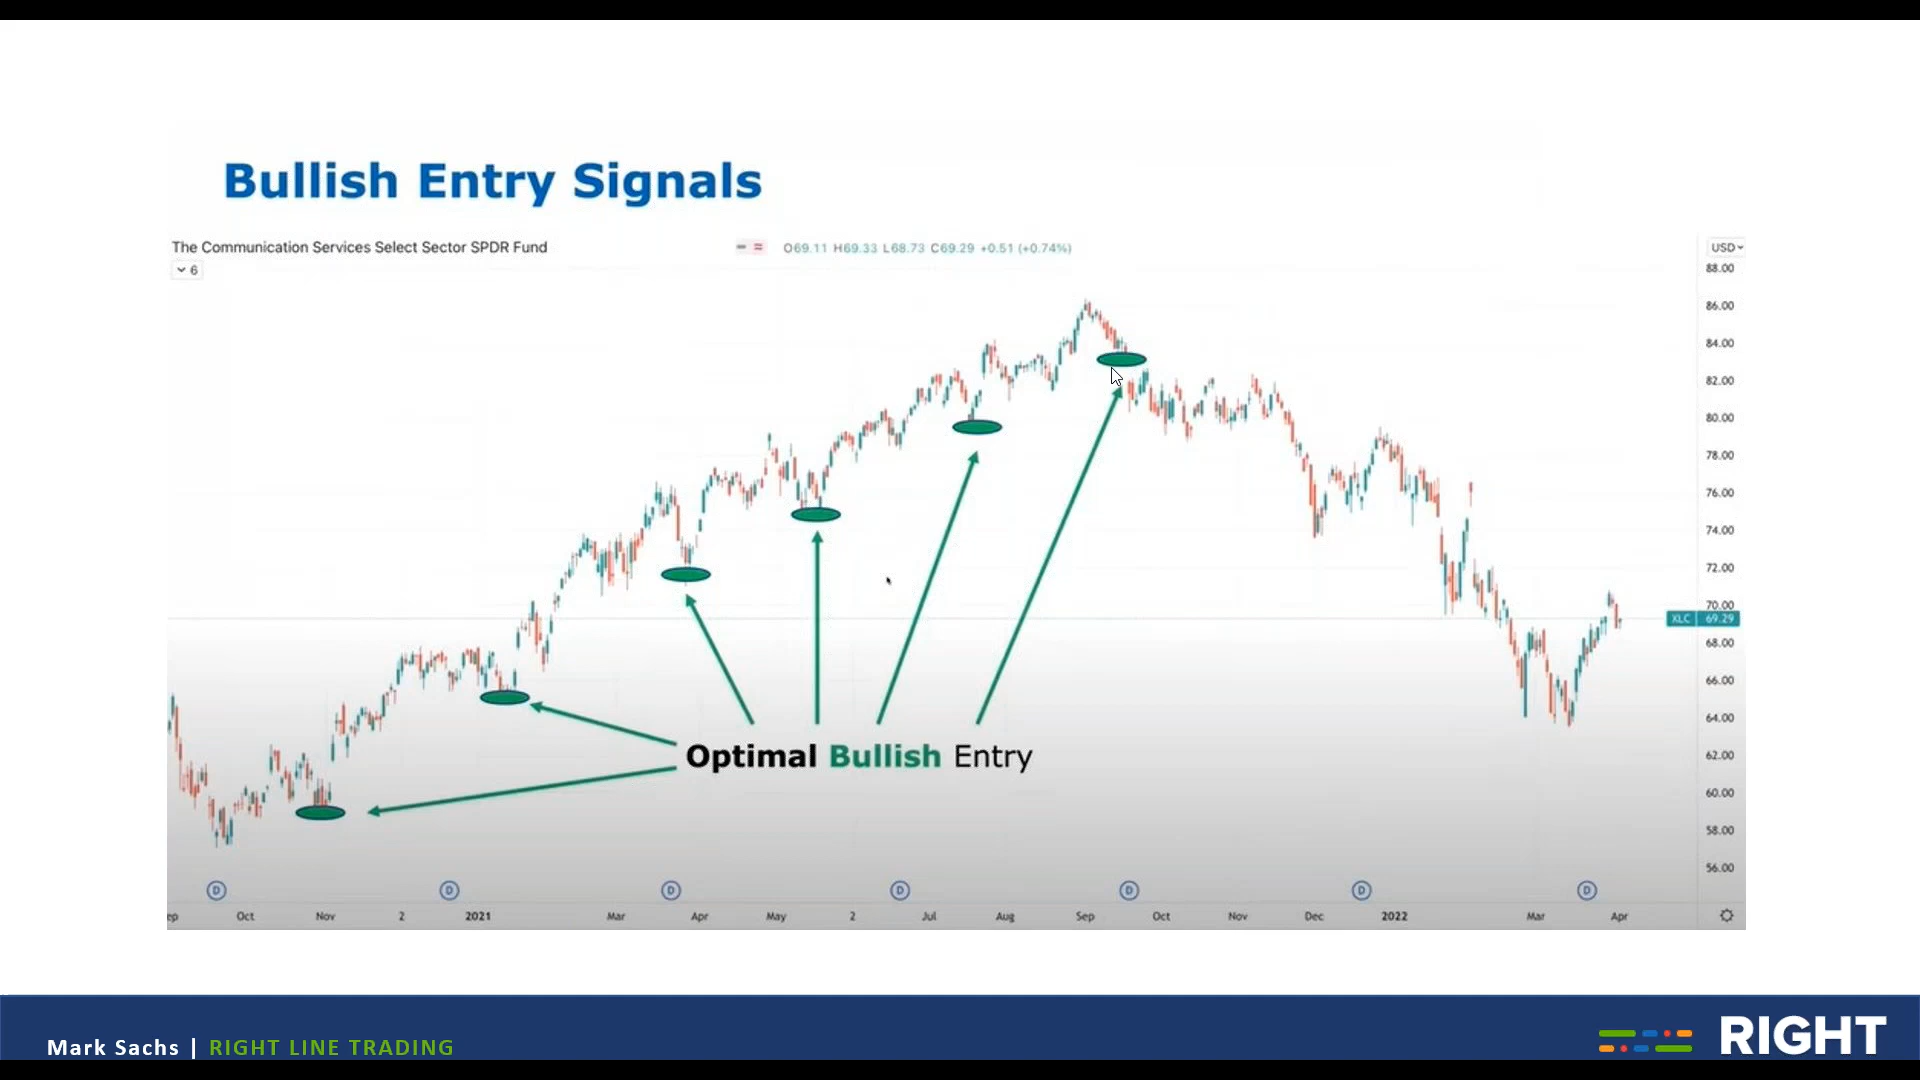 Bullish Entry Signals
The Communication Services Select Sector SPDR Fund
O69.11 H69.33 L68.73 C69.29 +0.51 (+0.74%)
USD
6
88.00
86.00
84.00
82.00
80.00
78.00
76.00
74.00
72.00
70.00
XLC 69.29
68.00
66.00
64.00
62.00
60.00
58.00
56.00
Optimal Bullish Entry
D D D D D D D
ep Oct Nov 2 2021 Mar Apr May 2 Jul Aug Sep Oct Nov Dec 2022 Mar Apr
Mark Sachs | RIGHT LINE TRADING
RIGHT